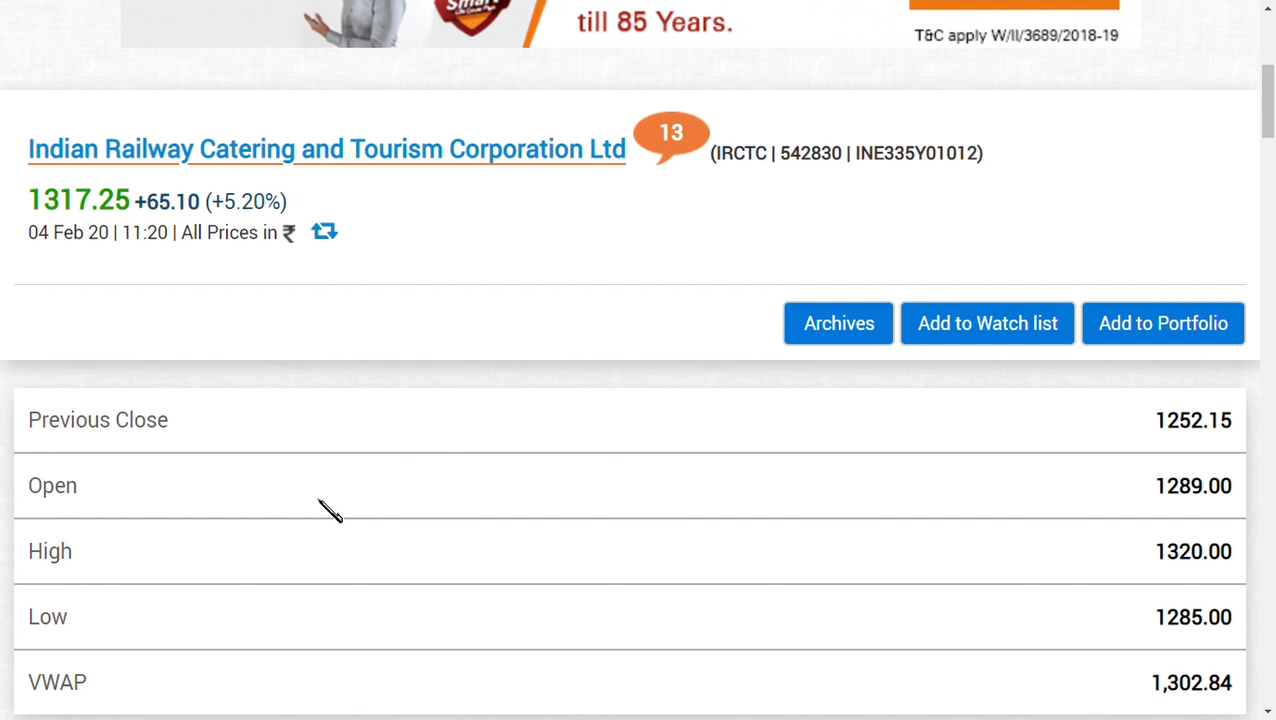 Smart
till 85 Years.
T&C apply W/II/3689/2018-19
Indian Railway Catering and Tourism Corporation Ltd
13
(IRCTC | 542830 | INE335Y01012)
1317.25 +65.10 (+5.20%)
04 Feb 20 | 11:20 | All Prices in ₹
Archives
Add to Watch list
Add to Portfolio
Previous Close 1252.15
Open 1289.00
High 1320.00
Low 1285.00
VWAP 1,302.84